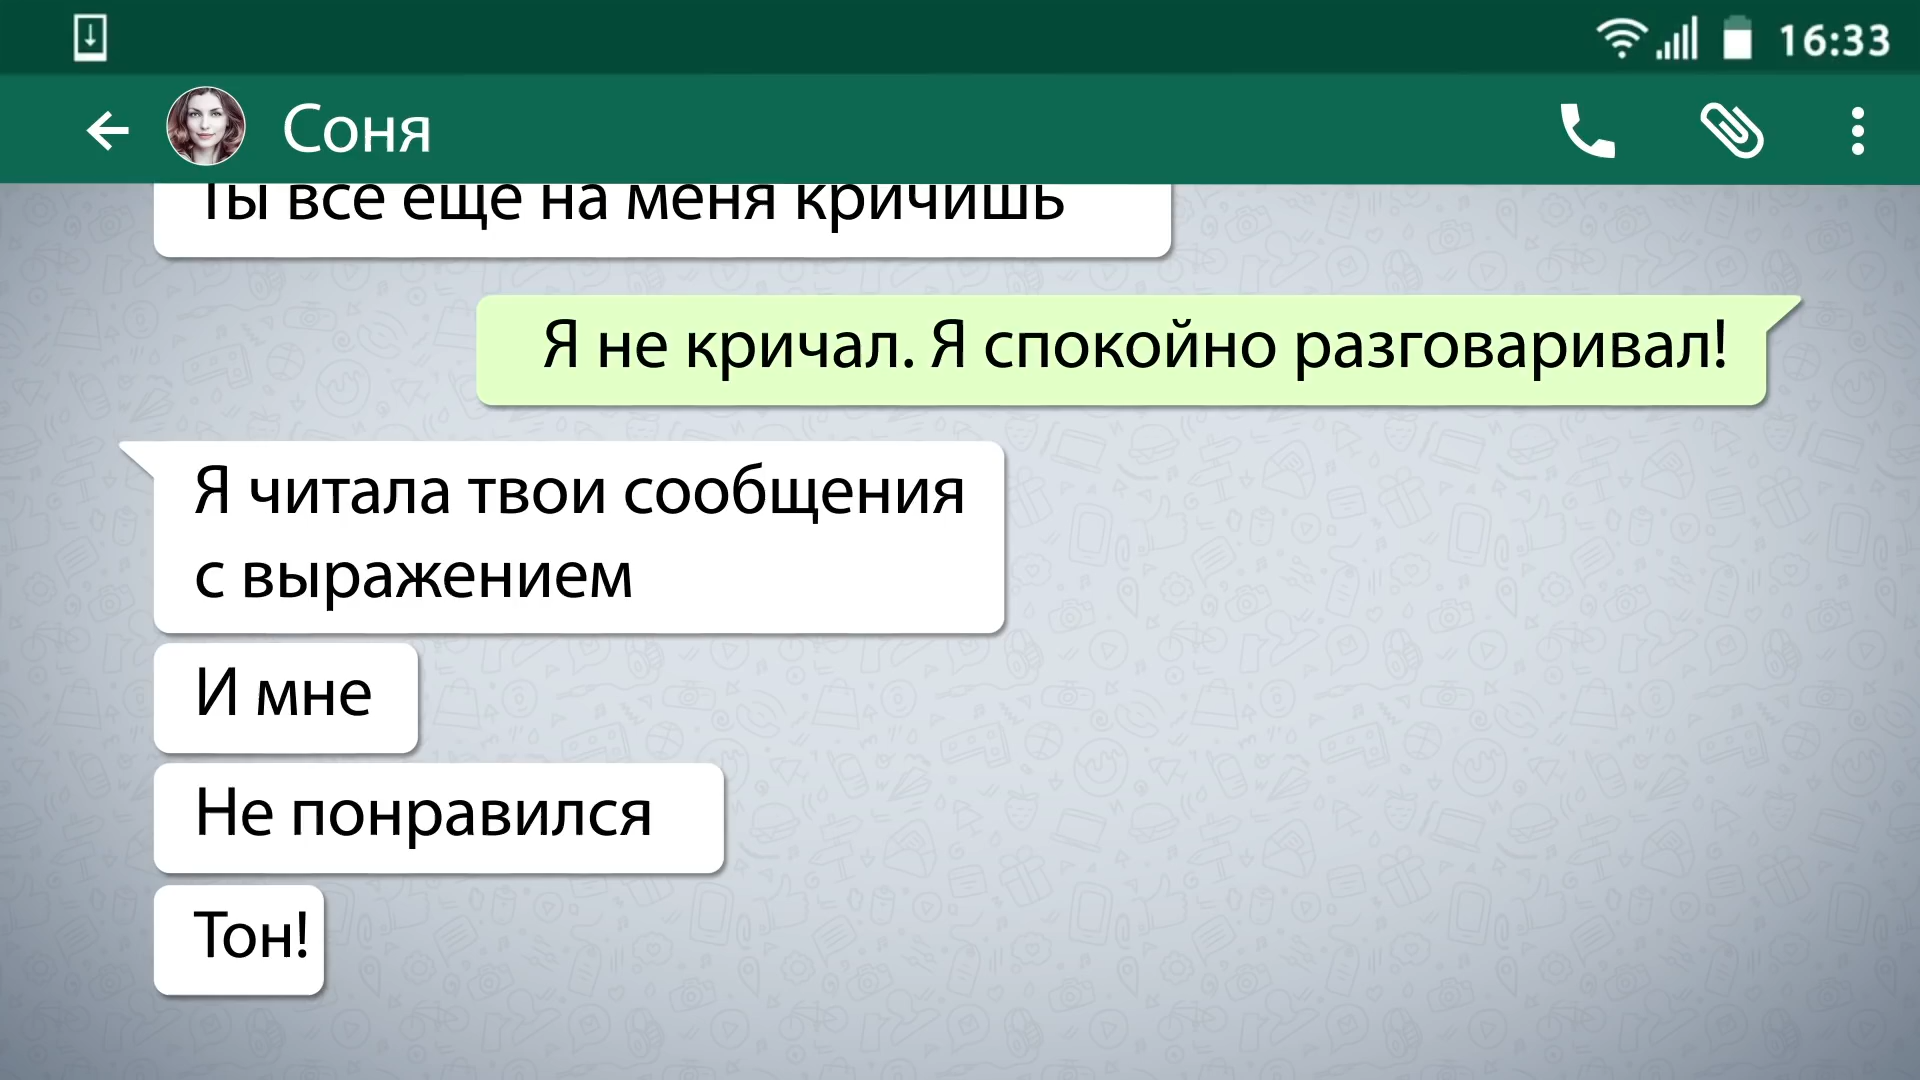 16:33
Соня
Ты все еще на меня кричишь
Я не кричал. Я спокойно разговаривал!
Я читала твои сообщения
с выражением
И мне
Не понравился
Тон!